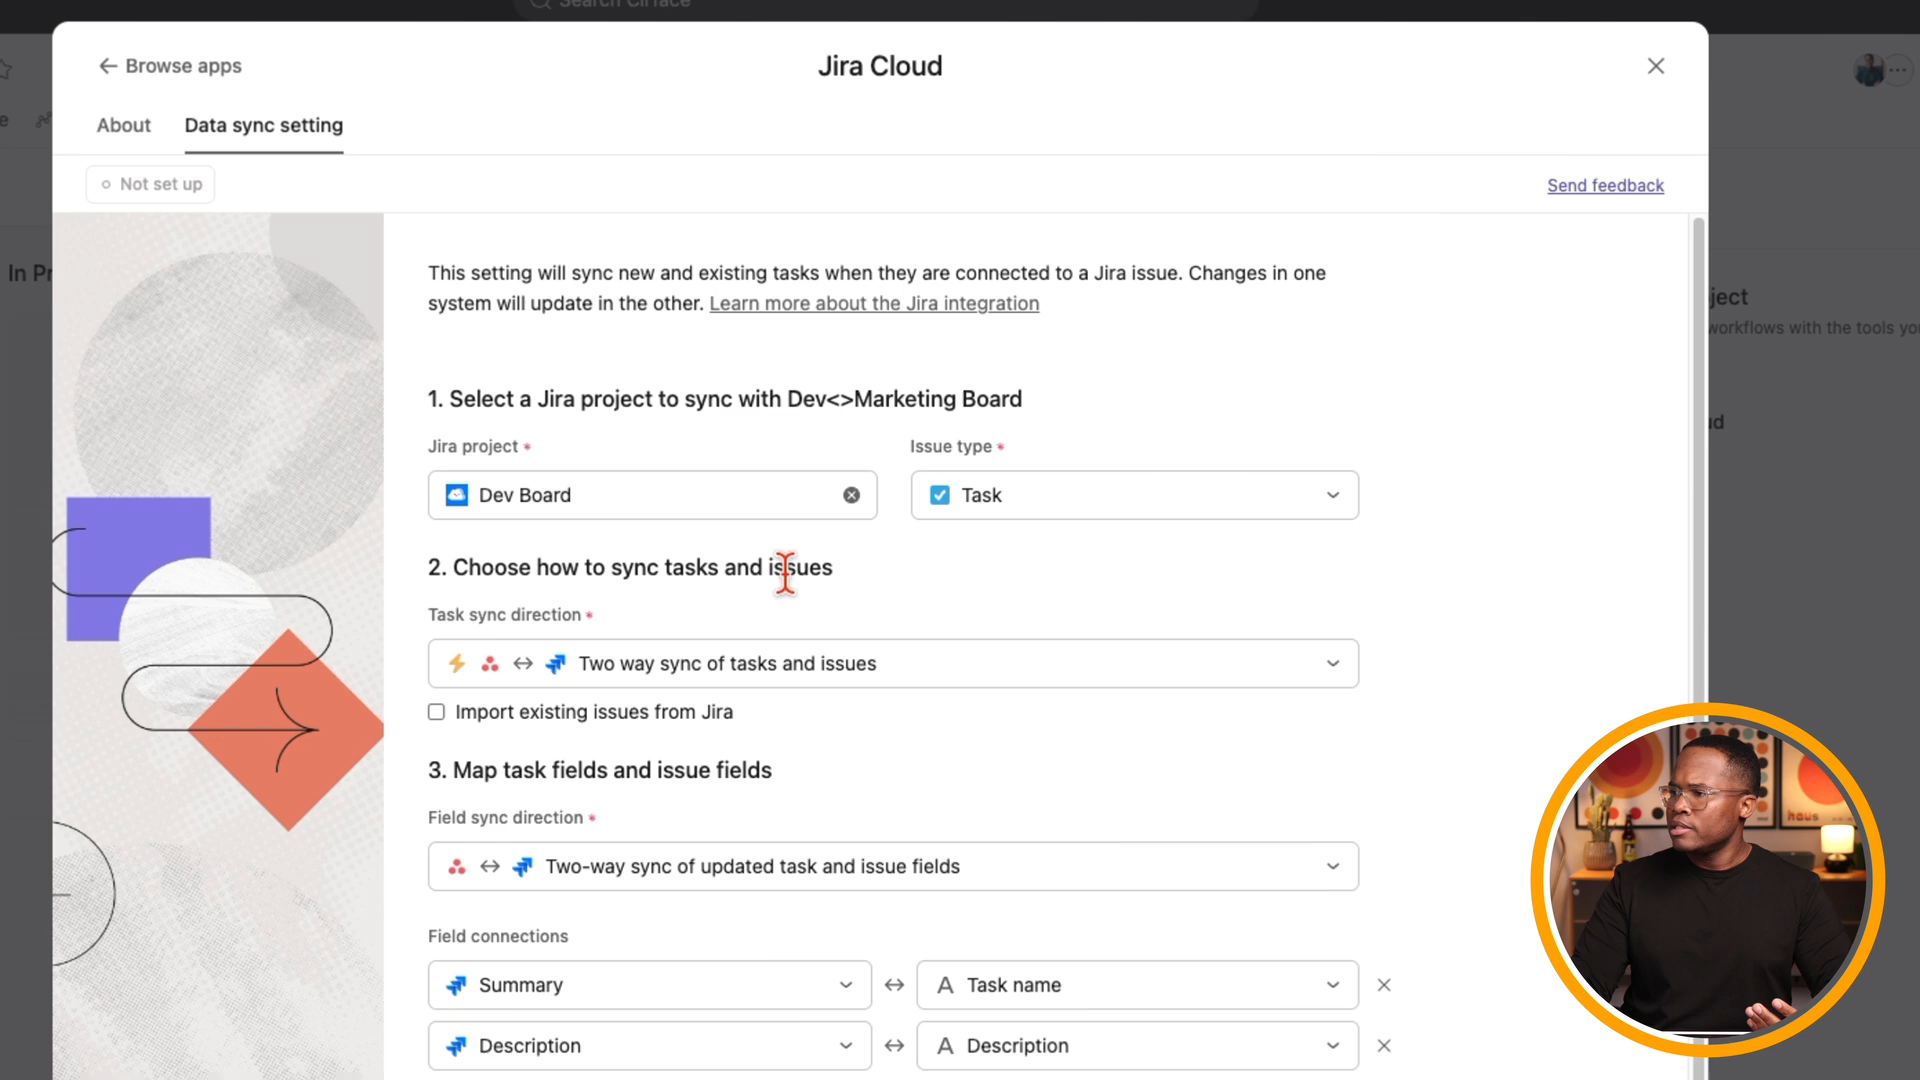 Search Cirface
← Browse apps
Jira Cloud
About
Data sync setting
Not set up
Send feedback
In Pr
This setting will sync new and existing tasks when they are connected to a Jira issue. Changes in one
system will update in the other. Learn more about the Jira integration
ject
workflows with the tools yo
1. Select a Jira project to sync with Dev<>Marketing Board
Jira project *
Issue type *
Dev Board
Task
2. Choose how to sync tasks and issues
Task sync direction *
Two way sync of tasks and issues
Import existing issues from Jira
3. Map task fields and issue fields
Field sync direction *
Two-way sync of updated task and issue fields
haus
Field connections
Summary
A Task name
Description
A Description